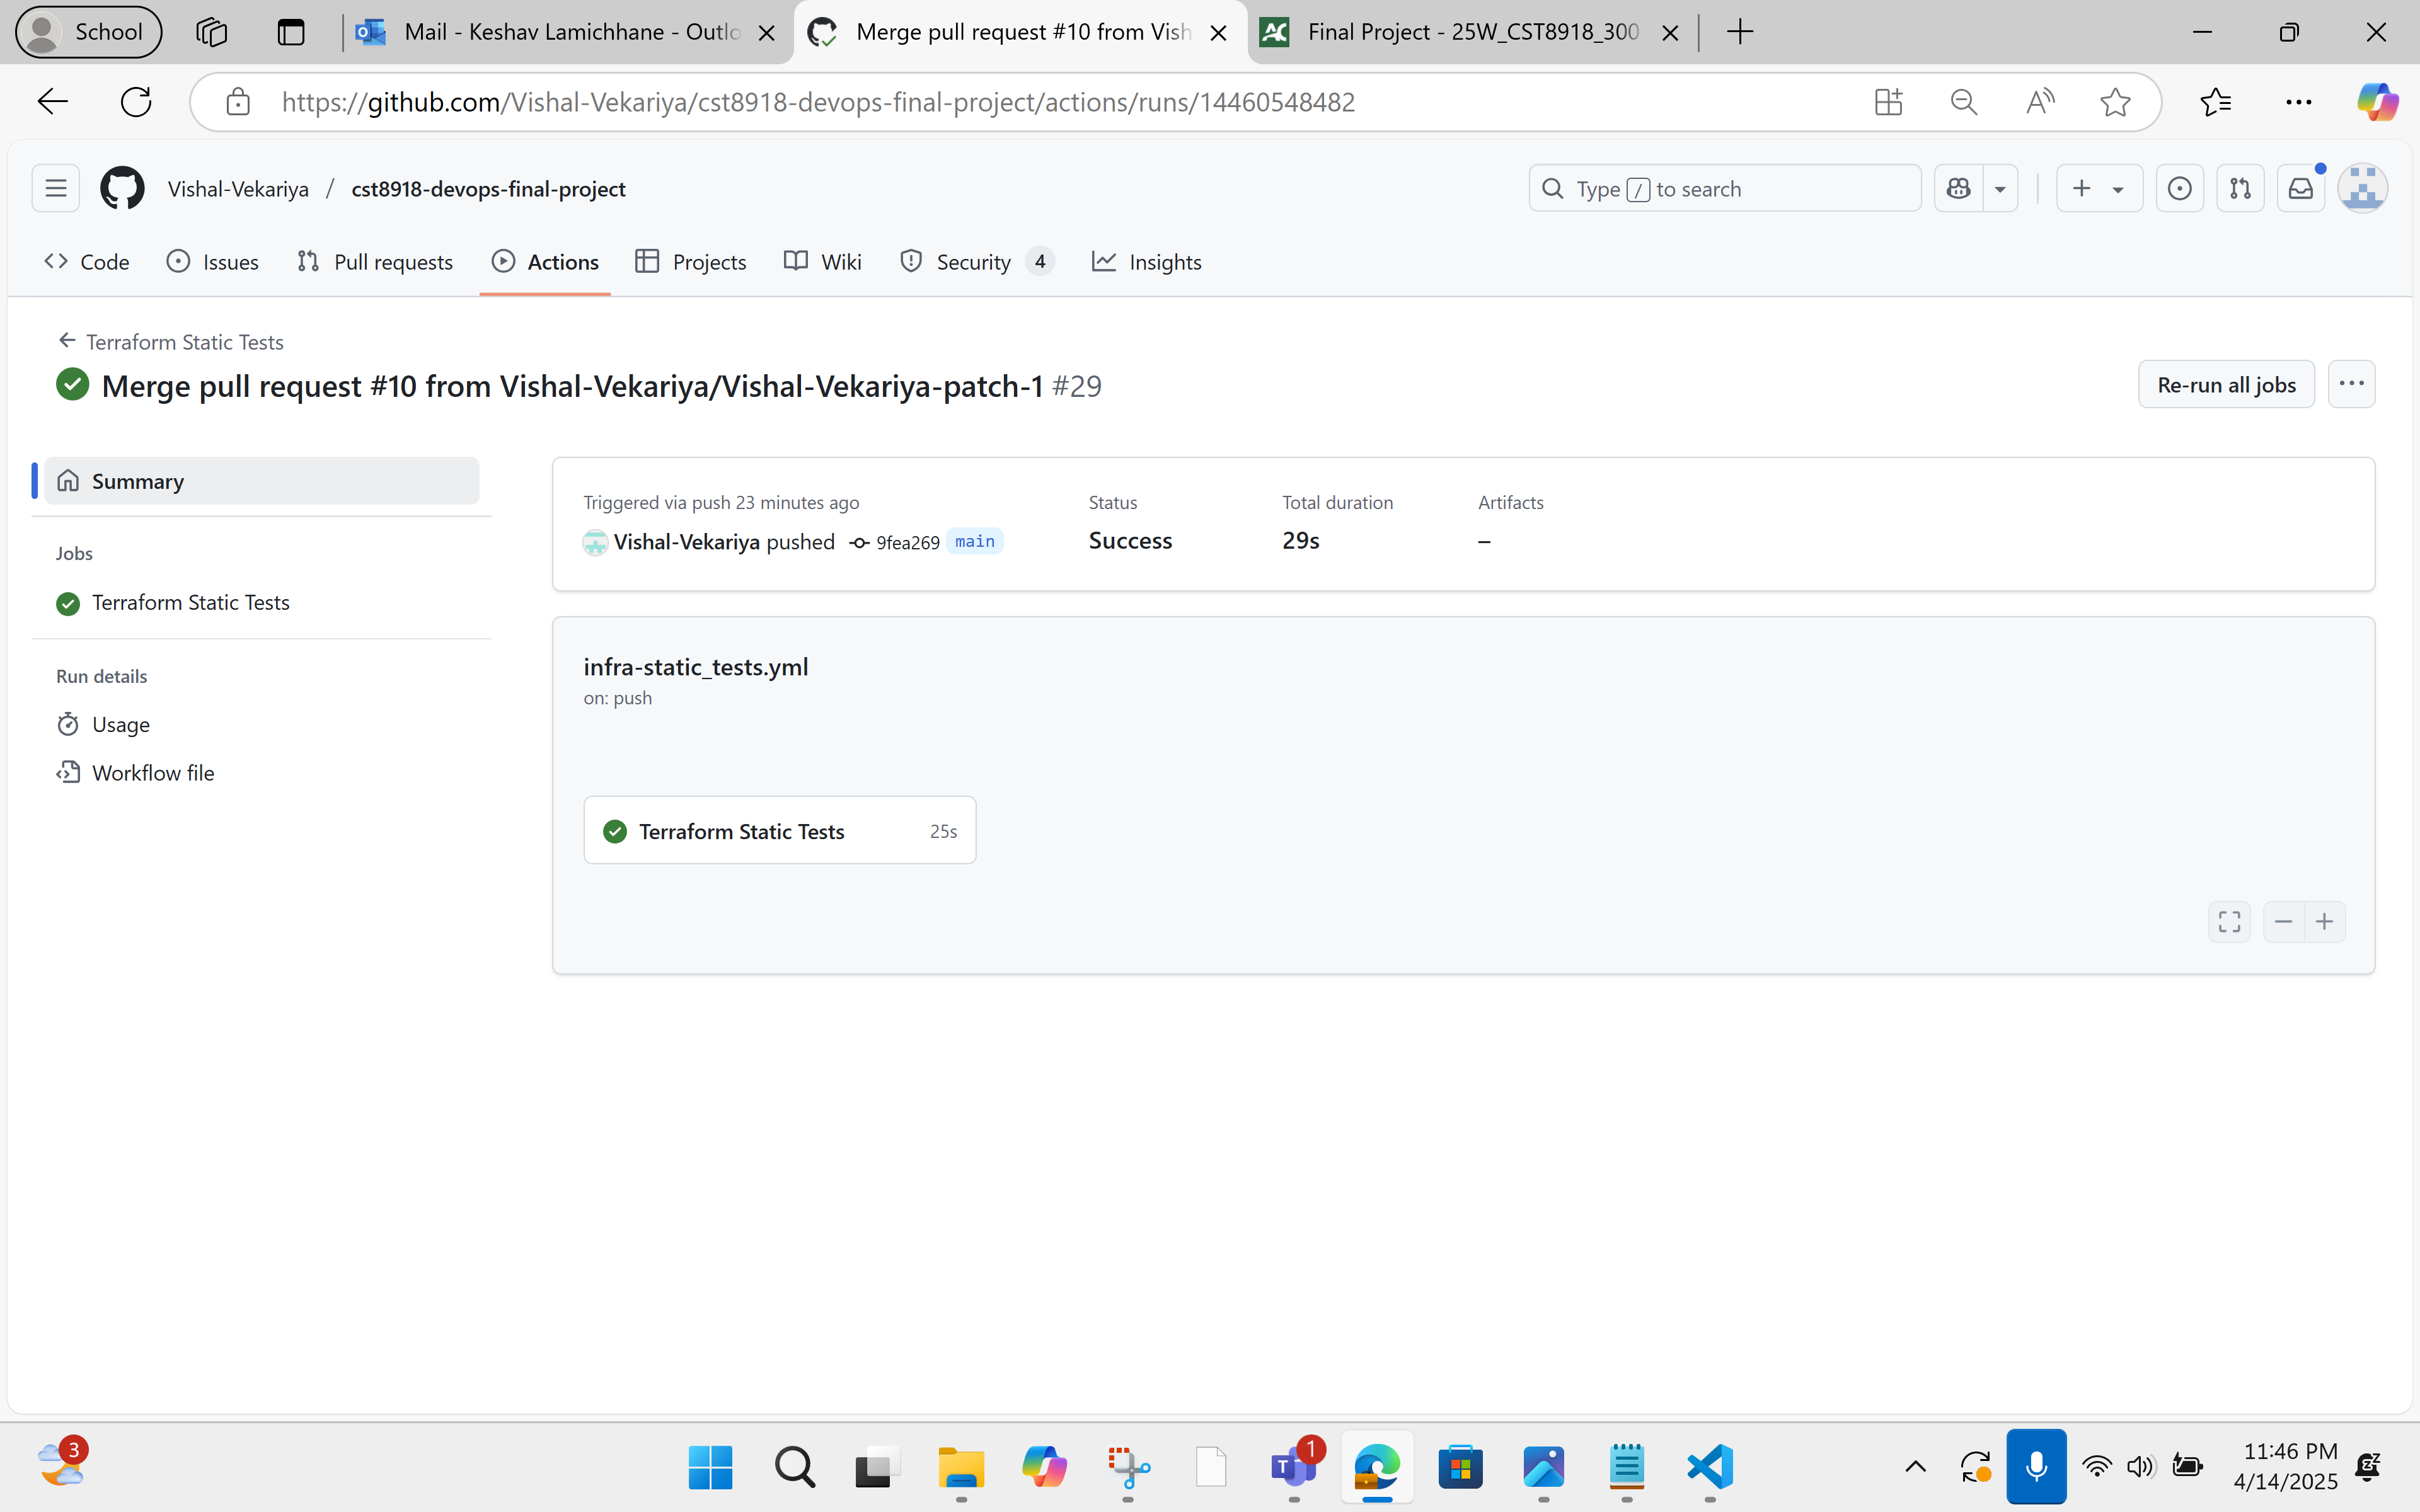 School
Mail - Keshav Lamichhane - Outlo
Merge pull request #10 from Vish
Final Project - 25W_CST8918_300
https://github.com/Vishal-Vekariya/cst8918-devops-final-project/actions/runs/14460548482
Vishal-Vekariya / cst8918-devops-final-project
Type / to search
Code
Issues
Pull requests
Actions
Projects
Wiki
Security 4
Insights
Terraform Static Tests
Merge pull request #10 from Vishal-Vekariya/Vishal-Vekariya-patch-1 #29
Re-run all jobs
Summary
Jobs
Terraform Static Tests
Run details
Usage
Workflow file
Triggered via push 23 minutes ago
Vishal-Vekariya pushed 9fea269 main
Status
Success
Total duration
29s
Artifacts
–
infra-static_tests.yml
on: push
Terraform Static Tests 25s
3
1
11:46 PM
4/14/2025